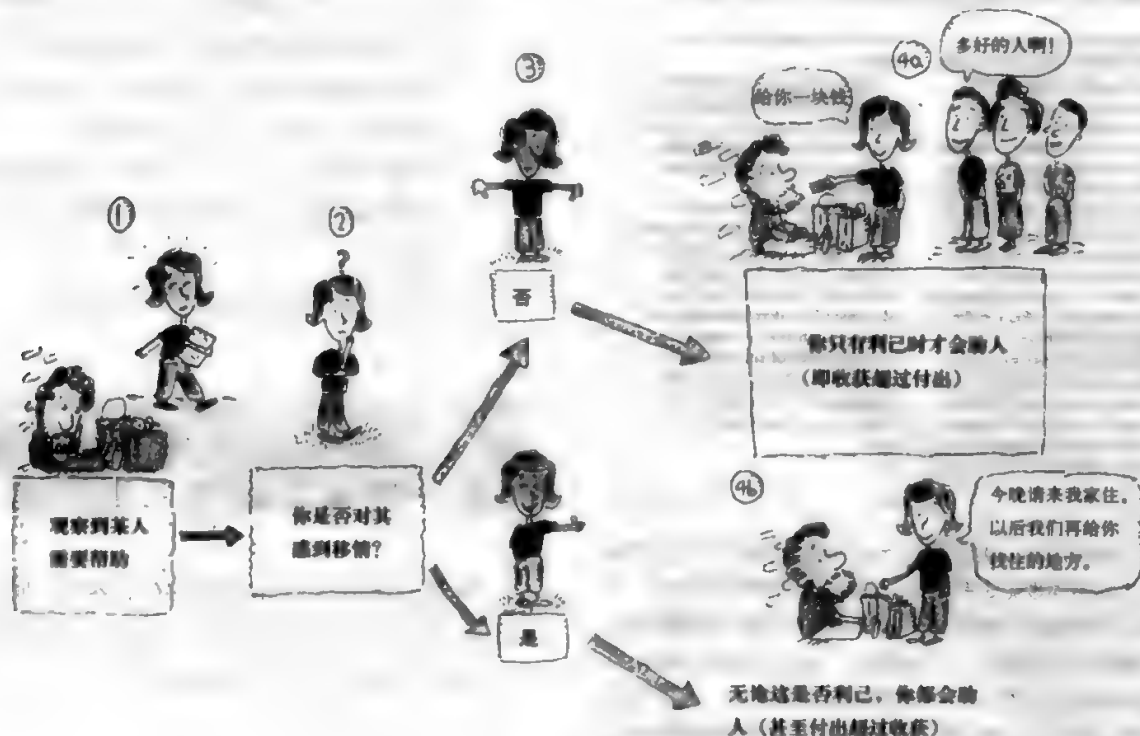 ①
观察到某人
需要帮助
②
?
你是否对其
感到移情？
③
否
是
4a
给你一块钱
多好的人啊！
你只有利己时才会助人
（即收获超过付出）
4b
今晚请来我家住，
以后我们再给你
找住的地方。
无论这是否利己，你都会助
人（甚至付出超过收获）